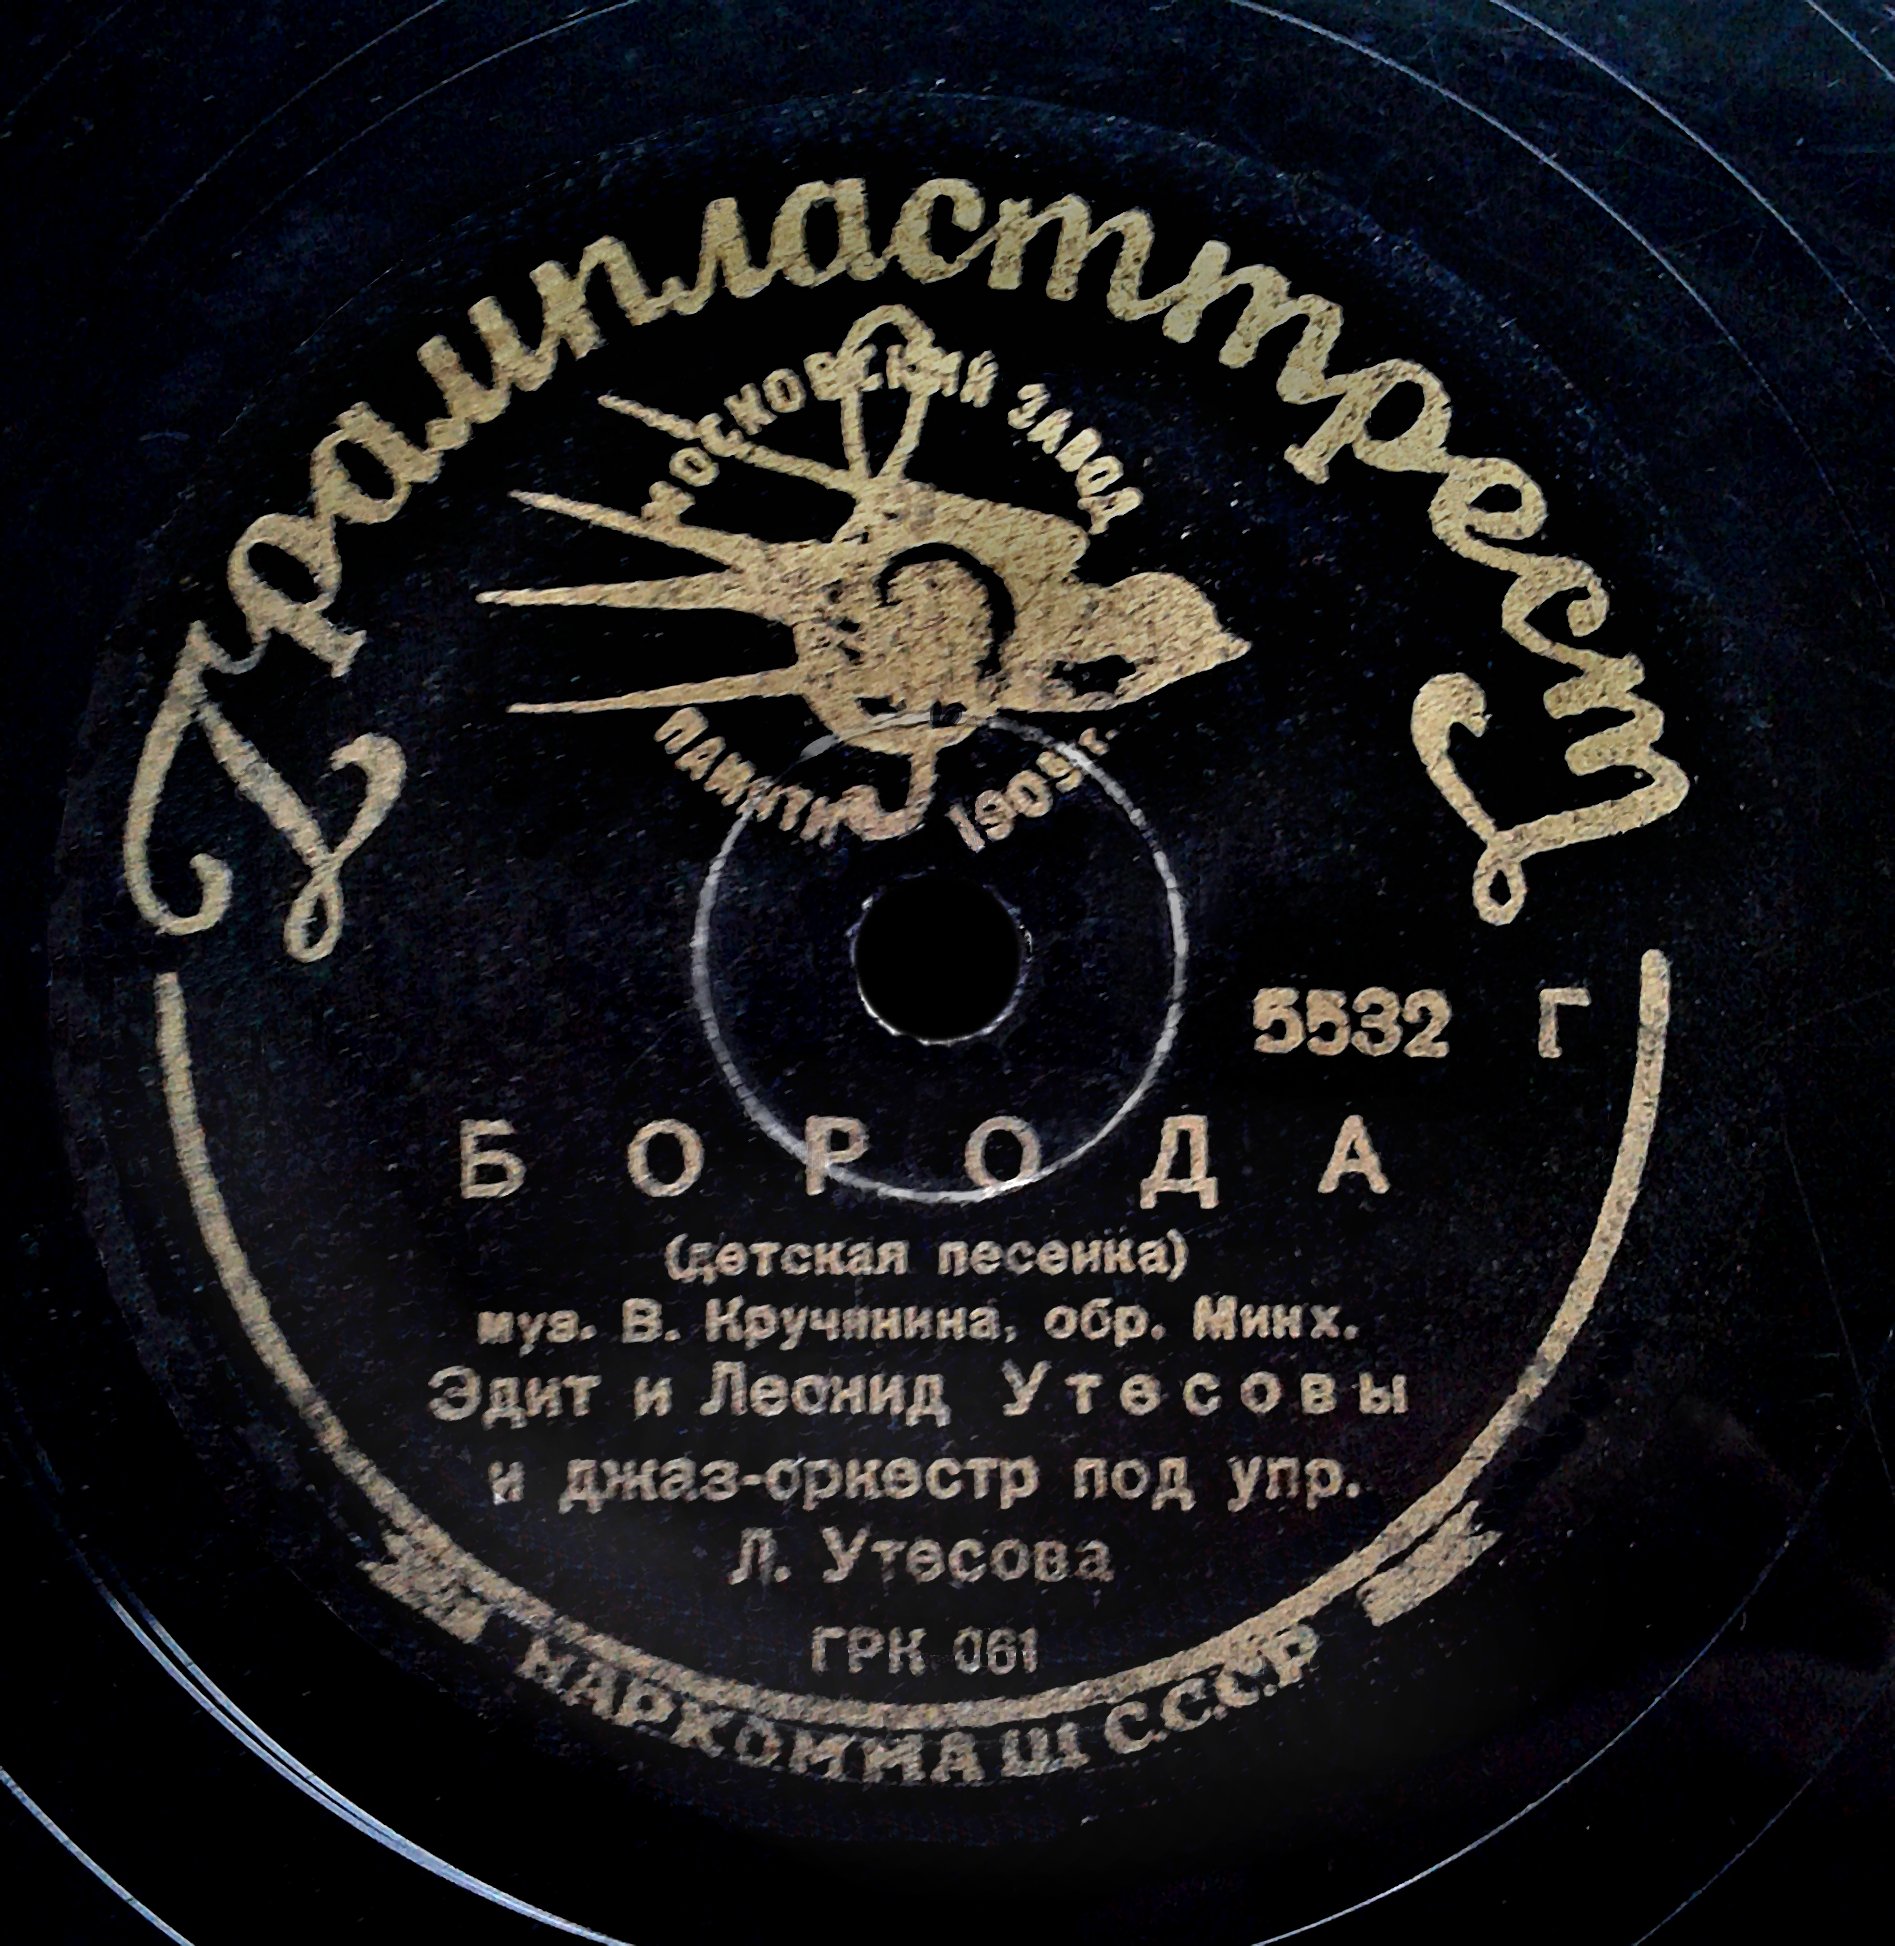 Грампласттрест
МОСКОВСКИЙ ЗАВОД
ПАМЯТИ 1905 г.
5532 Г
БОРОДА
(детская песенка)
муз. В. Кручинина, обр. Минх.
Эдит и Леонид Утесовы
и джаз-оркестр под упр.
Л. Утесова
ГРК 061
НАРКОММАШ С.С.С.Р